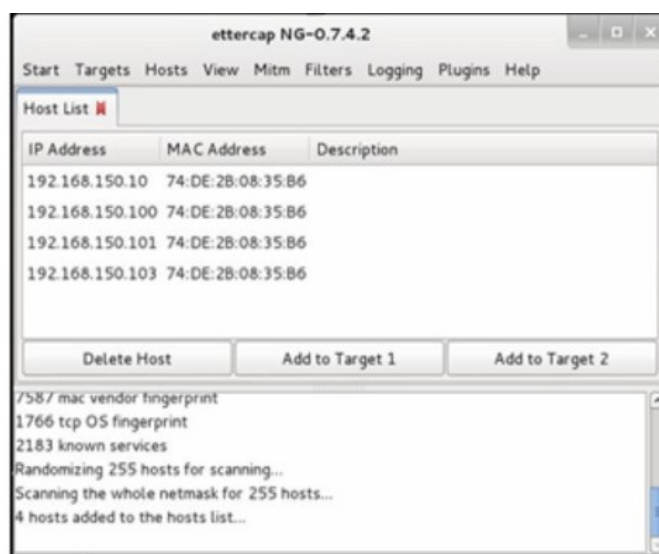 ettercap NG-0.7.4.2
Start Targets Hosts View Mitm Filters Logging Plugins Help
Host List
IP Address MAC Address Description
192.168.150.10 74:DE:2B:08:35:B6
192.168.150.100 74:DE:2B:08:35:B6
192.168.150.101 74:DE:2B:08:35:B6
192.168.150.103 74:DE:2B:08:35:B6
Delete Host Add to Target 1 Add to Target 2
7587 mac vendor fingerprint
1766 tcp OS fingerprint
2183 known services
Randomizing 255 hosts for scanning...
Scanning the whole netmask for 255 hosts...
4 hosts added to the hosts list...